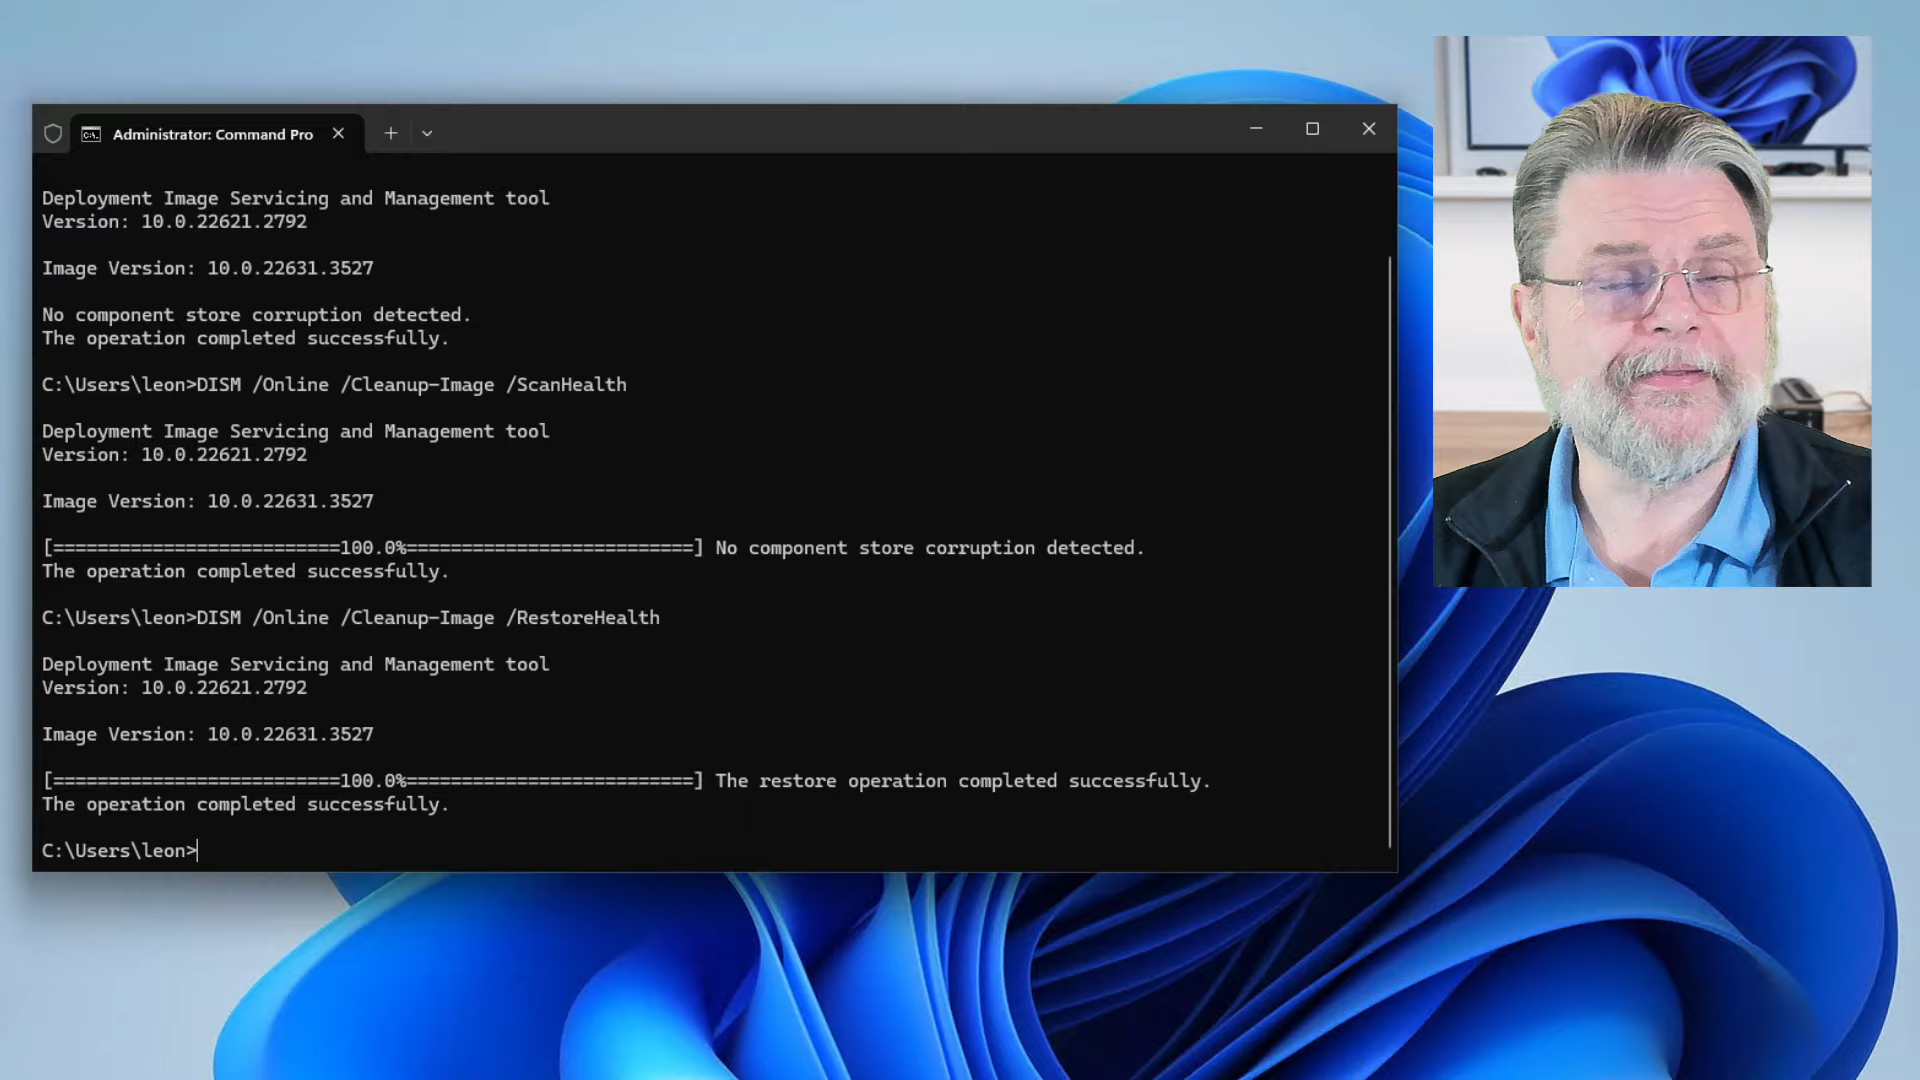 Administrator: Command Pro
Deployment Image Servicing and Management tool
Version: 10.0.22621.2792
Image Version: 10.0.22631.3527
No component store corruption detected.
The operation completed successfully.
C:\Users\leon>DISM /Online /Cleanup-Image /ScanHealth
Deployment Image Servicing and Management tool
Version: 10.0.22621.2792
Image Version: 10.0.22631.3527
[==========================100.0%==========================] No component store corruption detected.
The operation completed successfully.
C:\Users\leon>DISM /Online /Cleanup-Image /RestoreHealth
Deployment Image Servicing and Management tool
Version: 10.0.22621.2792
Image Version: 10.0.22631.3527
[==========================100.0%==========================] The restore operation completed successfully.
The operation completed successfully.
C:\Users\leon>